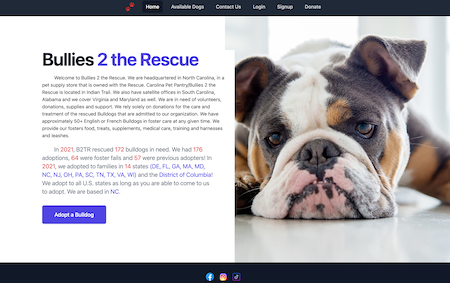 Home Available Dogs Contact Us Login Signup Donate
Bullies 2 the Rescue
Welcome to Bullies 2 the Rescue. We are headquartered in North Carolina, in a
pet supply store that is owned with the Rescue. Carolina Pet Pantry/Bullies 2 the
Rescue is located in Indian Trail. We also have satellite offices in South Carolina,
Alabama and we cover Virginia and Maryland as well. We are in need of volunteers,
donations, supplies and support. We rely solely on donations for the care and
treatment of the rescued Bulldogs that are admitted to our organization. We have
approximately 50+ English or French Bulldogs in foster care at any given time. We
provide our fosters food, treats, supplements, medical care, training and harnesses
and leashes.
In 2021, B2TR rescued 172 bulldogs in need. We had 176
adoptions, 64 were foster fails and 57 were previous adopters! In
2021, we adopted to families in 14 states (DE, FL, GA, MA, MD,
NC, NJ, OH, PA, SC, TN, TX, VA, WI) and the District of Columbia!
We adopt to all U.S. states as long as you are able to come to us
to adopt. We are based in NC.
Adopt a Bulldog